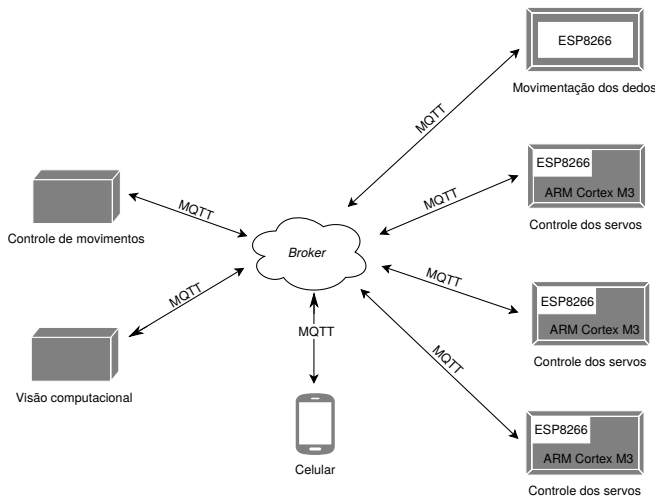 ESP8266
Movimentação dos dedos
MQTT
ESP8266
ARM Cortex M3
Controle dos servos
MQTT
MQTT
Controle de movimentos
Broker
MQTT
ESP8266
ARM Cortex M3
Controle dos servos
MQTT
MQTT
MQTT
Visão computacional
Celular
ESP8266
ARM Cortex M3
Controle dos servos